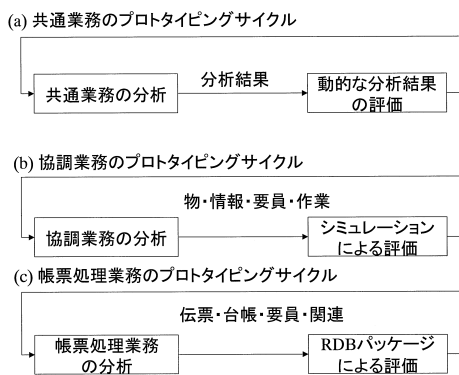 (a) 共通業務のプロトタイピングサイクル
分析結果
共通業務の分析
動的な分析結果
の評価
(b) 協調業務のプロトタイピングサイクル
物・情報・要員・作業
協調業務の分析
シミュレーション
による評価
(c) 帳票処理業務のプロトタイピングサイクル
伝票・台帳・要員・関連
帳票処理業務
の分析
RDBパッケージ
による評価